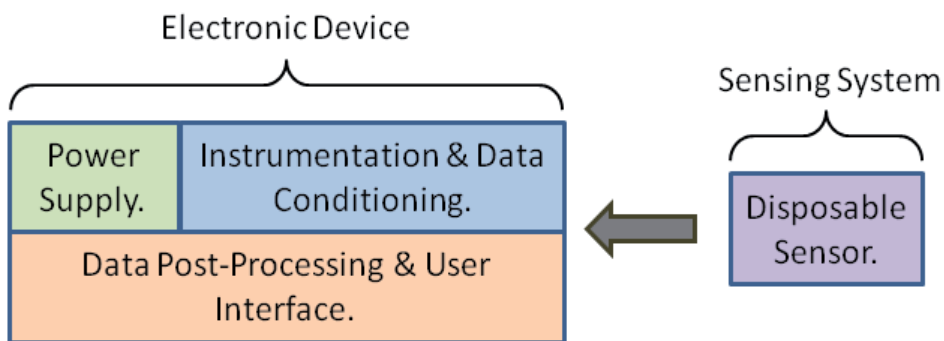 Electronic Device
Sensing System
Power
Supply.
Instrumentation & Data
Conditioning.
Data Post-Processing & User
Interface.
Disposable
Sensor.